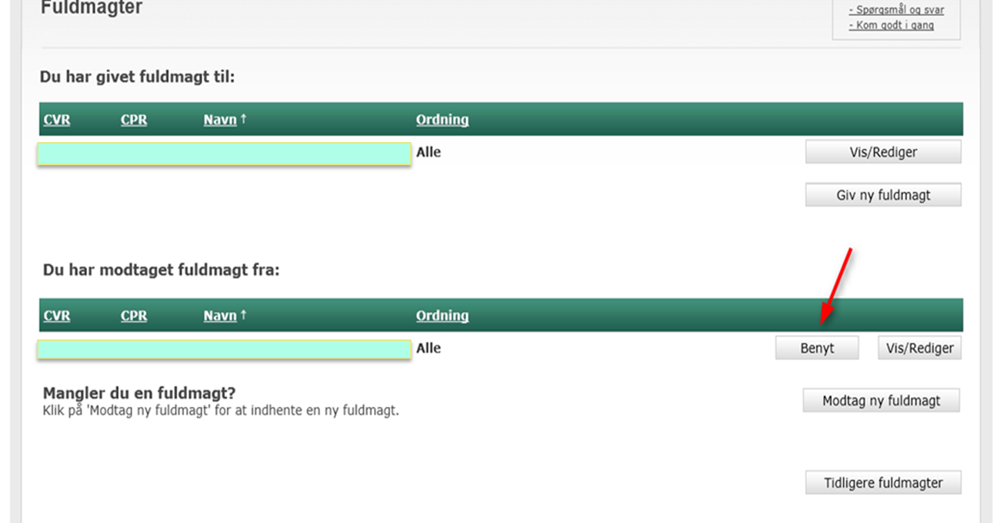 Fuldmagter
- Spørgsmål og svar
- Kom godt i gang
Du har givet fuldmagt til:
CVR CPR Navn ↑ Ordning
Alle Vis/Rediger
Giv ny fuldmagt
Du har modtaget fuldmagt fra:
CVR CPR Navn ↑ Ordning
Alle Benyt Vis/Rediger
Mangler du en fuldmagt?
Klik på 'Modtag ny fuldmagt' for at indhente en ny fuldmagt.
Modtag ny fuldmagt
Tidligere fuldmagter